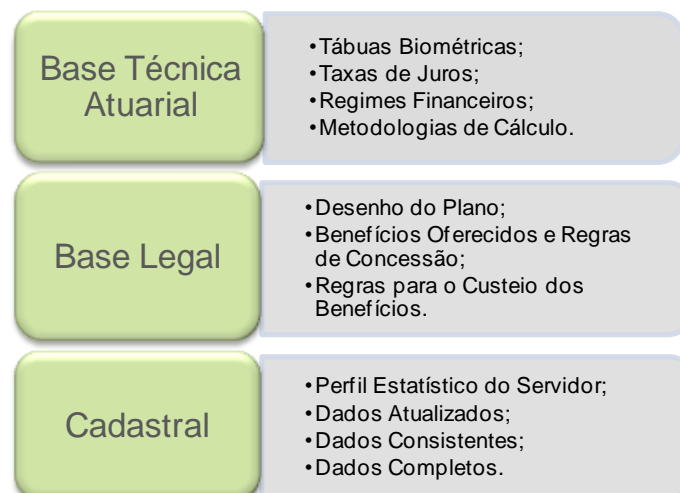 Base Técnica
Atuarial
•Tábuas Biométricas;
•Taxas de Juros;
•Regimes Financeiros;
•Metodologias de Cálculo.
Base Legal
•Desenho do Plano;
•Benefícios Oferecidos e Regras
de Concessão;
•Regras para o Custeio dos
Benefícios.
Cadastral
•Perfil Estatístico do Servidor;
•Dados Atualizados;
•Dados Consistentes;
•Dados Completos.